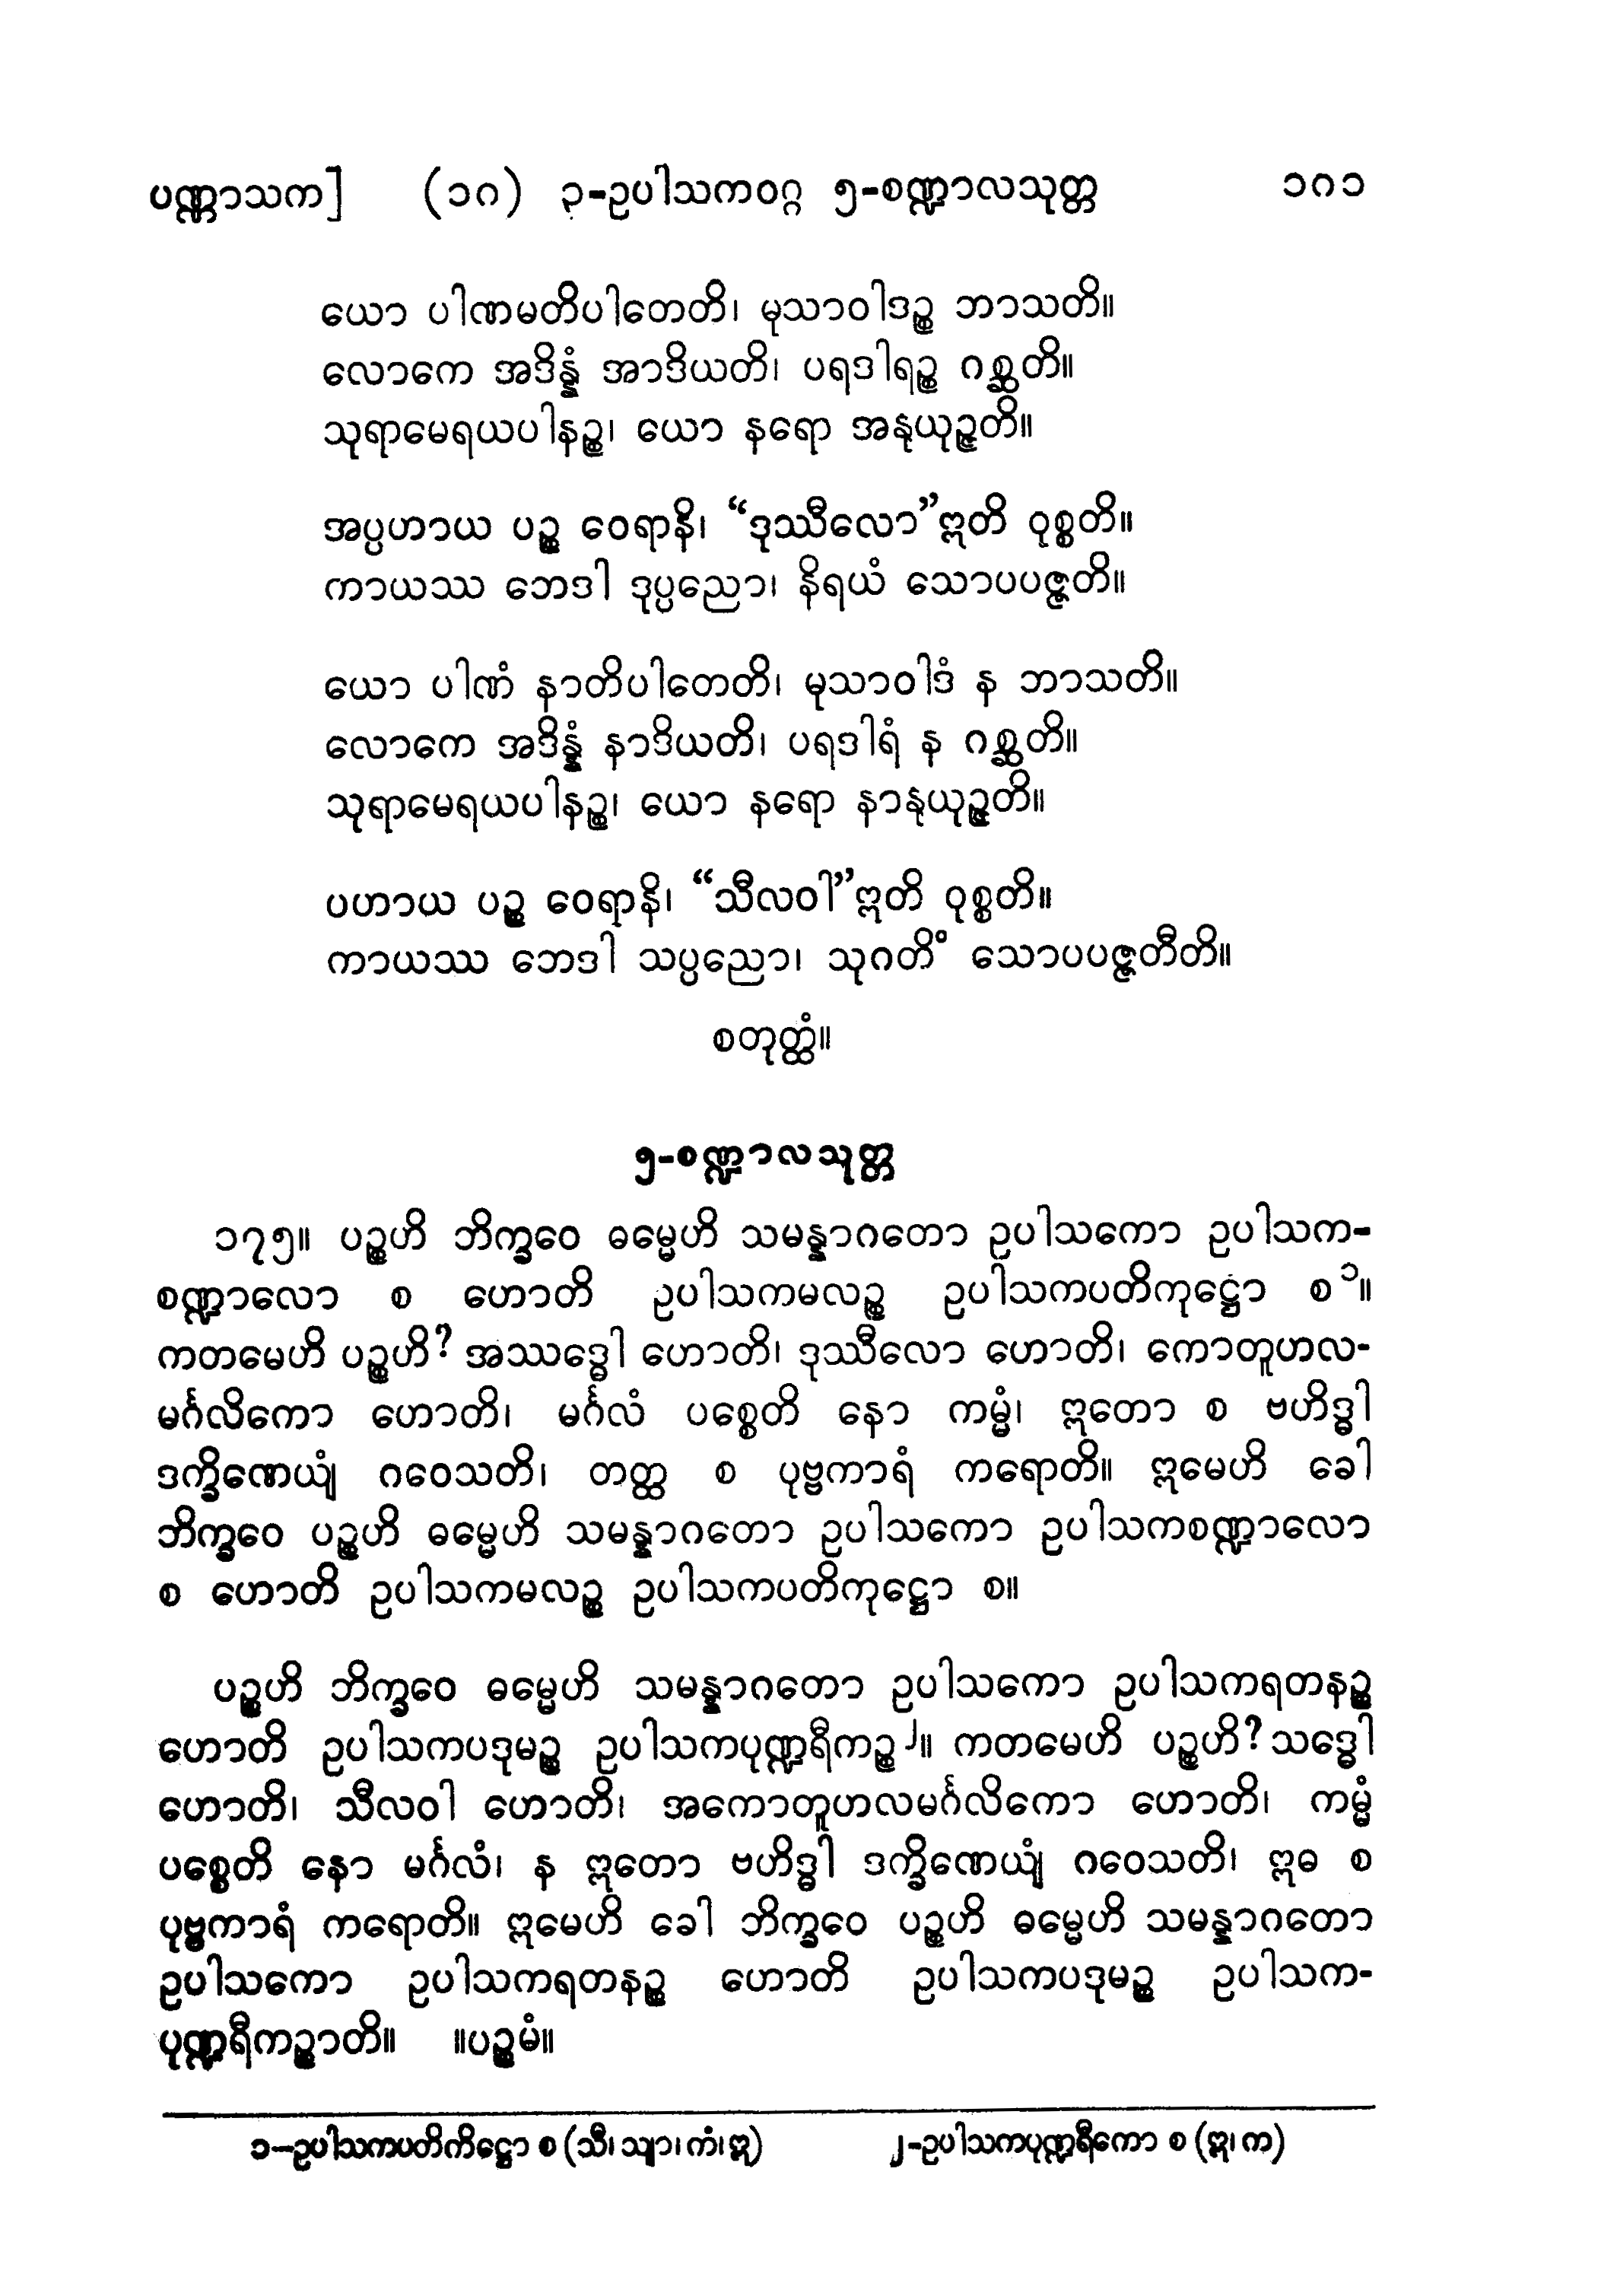 ပဏ္ဏာသက] (၁ဂ) ၃-ဥပါသကဝဂ္ဂ ၅-စဏ္ဍာလသုတ္တ ၁ဂ၁
ယော ပါဏမတိပါတေတိ၊ မုသာဝါဒဉ္စ ဘာသတိ။
လောကေ အဒိန္နံ အာဒိယတိ၊ ပရဒါရဉ္စ ဂစ္ဆတိ။
သုရာမေရယပါနဉ္စ၊ ယော နရော အနုယုဉ္ဇတိ။
အပ္ပဟာယ ပဉ္စ ဝေရာနိ၊ “ဒုဿီလော”ဣတိ ဝုစ္စတိ။
ကာယဿ ဘေဒါ ဒုပ္ပညော၊ နိရယံ သောပပဇ္ဇတိ။
ယော ပါဏံ နာတိပါတေတိ၊ မုသာဝါဒံ န ဘာသတိ။
လောကေ အဒိန္နံ နာဒိယတိ၊ ပရဒါရံ န ဂစ္ဆတိ။
သုရာမေရယပါနဉ္စ၊ ယော နရော နာနုယုဉ္ဇတိ။
ပဟာယ ပဉ္စ ဝေရာနိ၊ “သီလဝါ”ဣတိ ဝုစ္စတိ။
ကာယဿ ဘေဒါ သပ္ပညော၊ သုဂတိံ သောပပဇ္ဇတီတိ။
စတုတ္ထံ။
၅-စဏ္ဍာလသုတ္တ
၁၇၅။ ပဉ္စဟိ ဘိက္ခဝေ ဓမ္မေဟိ သမန္နာဂတော ဥပါသကော ဥပါသက-
စဏ္ဍာလော စ ဟောတိ ဥပါသကမလဉ္စ ဥပါသကပတိကုဋ္ဌော စ ၁။
ကတမေဟိ ပဉ္စဟိ? အဿဒ္ဓေါ ဟောတိ၊ ဒုဿီလော ဟောတိ၊ ကောတူဟလ-
မင်္ဂလိကော ဟောတိ၊ မင်္ဂလံ ပစ္စေတိ နော ကမ္မံ၊ ဣတော စ ဗဟိဒ္ဓါ
ဒက္ခိဏေယျံ ဂဝေသတိ၊ တတ္ထ စ ပုဗ္ဗကာရံ ကရောတိ။ ဣမေဟိ ခေါ
ဘိက္ခဝေ ပဉ္စဟိ ဓမ္မေဟိ သမန္နာဂတော ဥပါသကော ဥပါသကစဏ္ဍာလော
စ ဟောတိ ဥပါသကမလဉ္စ ဥပါသကပတိကုဋ္ဌော စ။
ပဉ္စဟိ ဘိက္ခဝေ ဓမ္မေဟိ သမန္နာဂတော ဥပါသကော ဥပါသကရတနဉ္စ
ဟောတိ ဥပါသကပဒုမဉ္စ ဥပါသကပုဏ္ဍရီကဉ္စ ၂။ ကတမေဟိ ပဉ္စဟိ? သဒ္ဓေါ
ဟောတိ၊ သီလဝါ ဟောတိ၊ အကောတူဟလမင်္ဂလိကော ဟောတိ၊ ကမ္မံ
ပစ္စေတိ နော မင်္ဂလံ၊ န ဣတော ဗဟိဒ္ဓါ ဒက္ခိဏေယျံ ဂဝေသတိ၊ ဣဓ စ
ပုဗ္ဗကာရံ ကရောတိ။ ဣမေဟိ ခေါ ဘိက္ခဝေ ပဉ္စဟိ ဓမ္မေဟိ သမန္နာဂတော
ဥပါသကော ဥပါသကရတနဉ္စ ဟောတိ ဥပါသကပဒုမဉ္စ ဥပါသက-
ပုဏ္ဍရီကဉ္စာတိ။ ။ပဉ္စမံ။
၁-ဥပါသကပတိကိဋ္ဌော စ (သီ၊ သျာ၊ ကံ၊ ဣ) ၂-ဥပါသကပုဏ္ဍရီကော စ (ဣ၊ က)